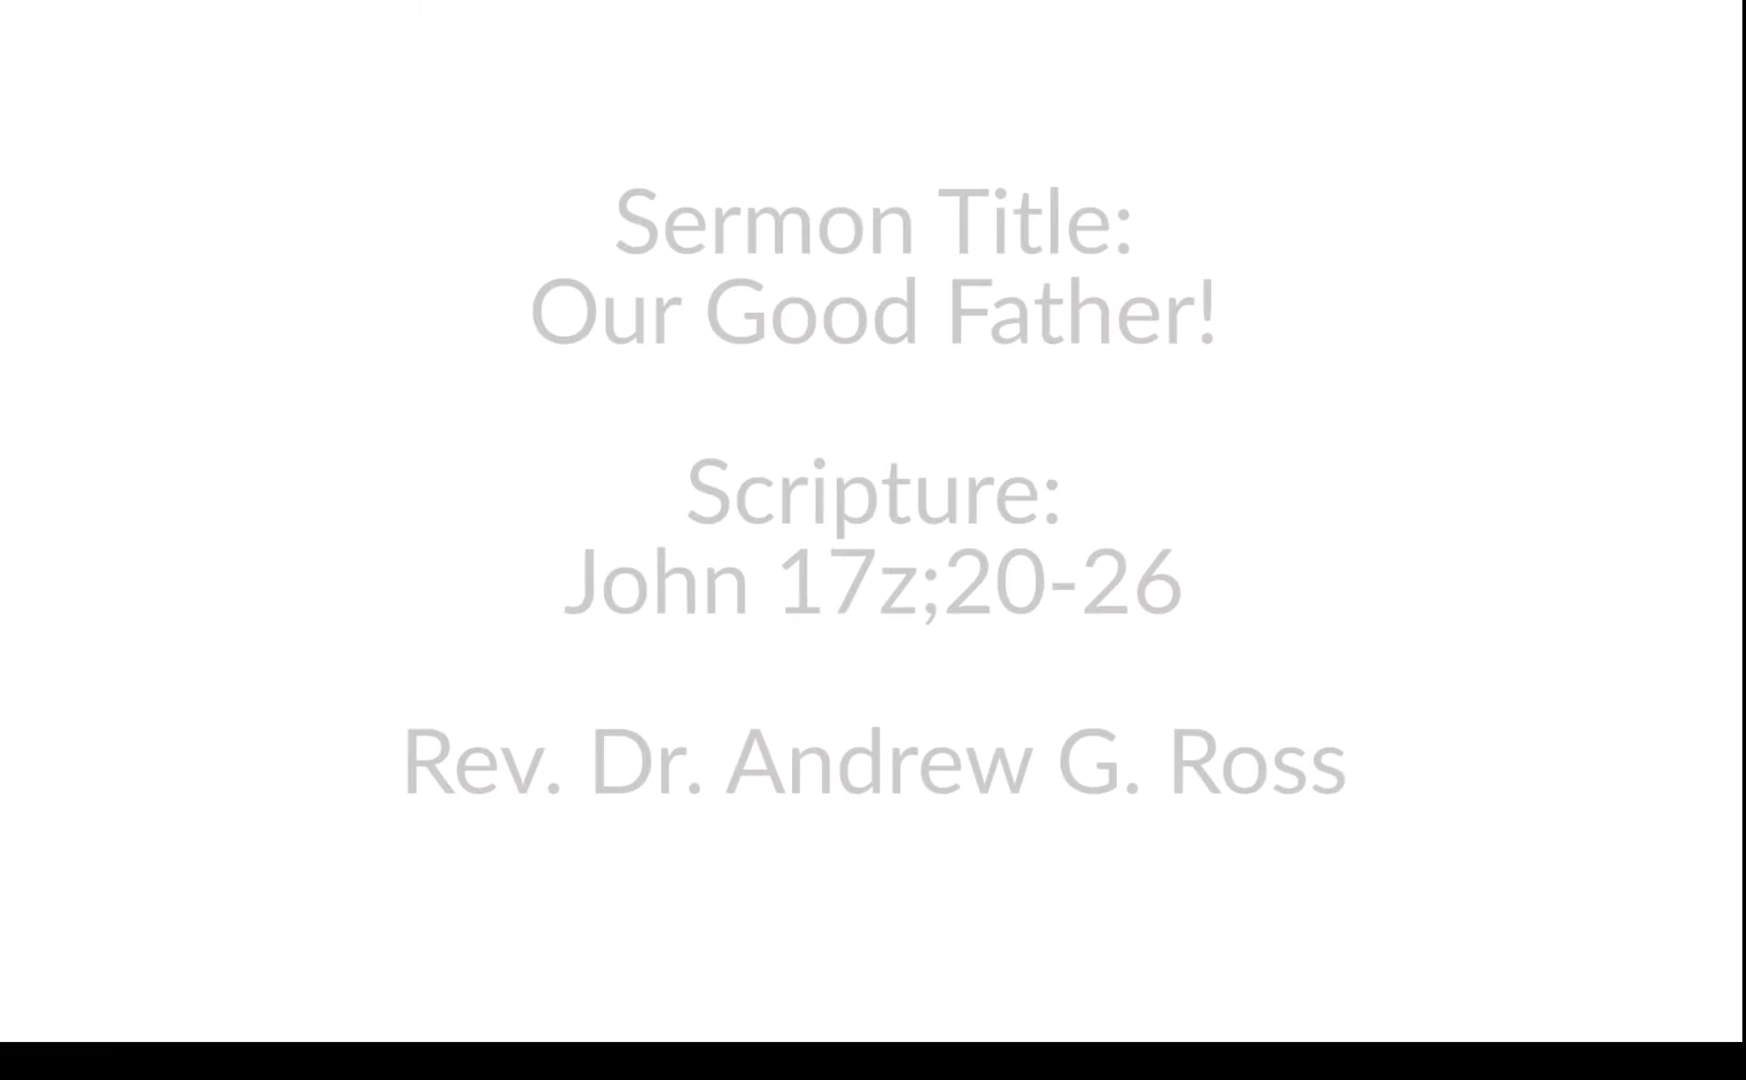 Sermon Title:
Our Good Father!
Scripture:
John 17z;20-26
Rev. Dr. Andrew G. Ross